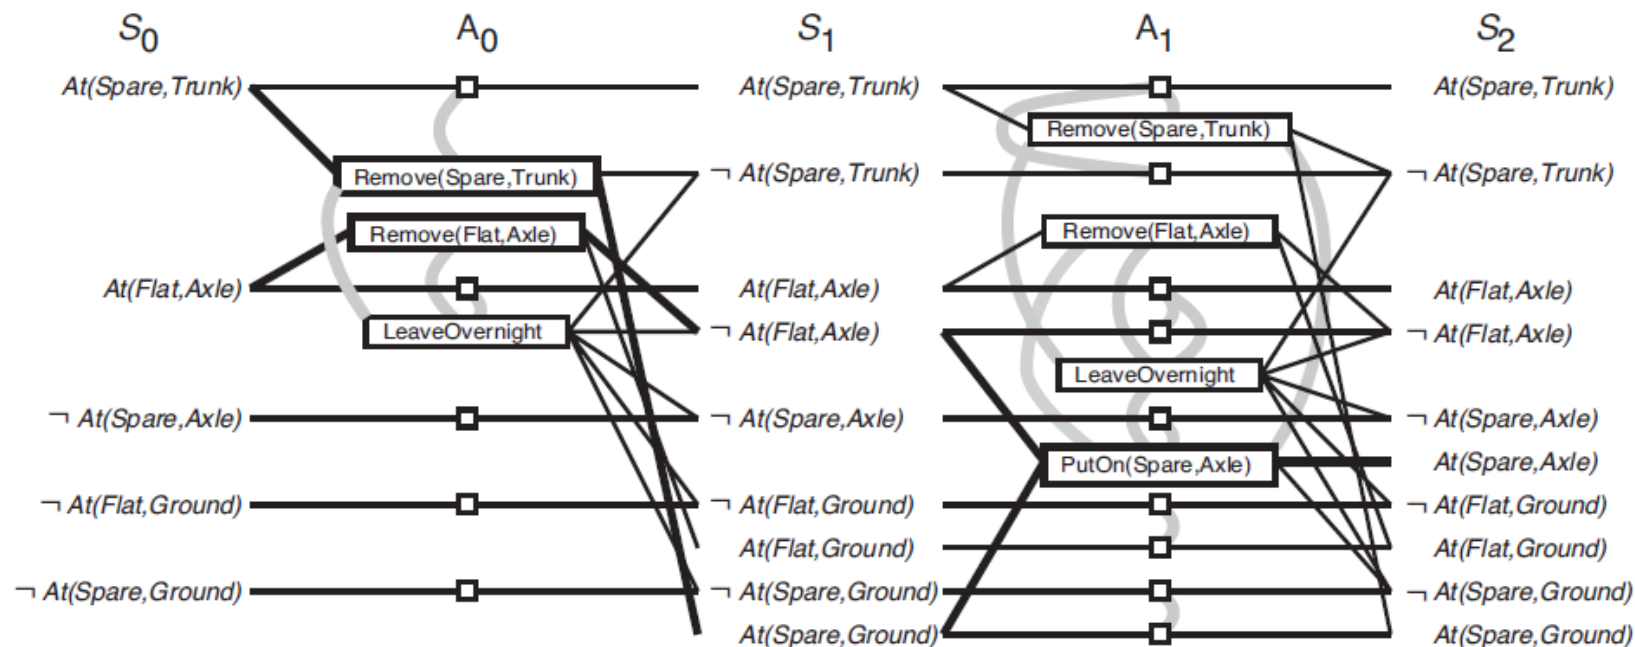 S0 A0 S1 A1 S2
At(Spare,Trunk) At(Spare,Trunk) At(Spare,Trunk)
Remove(Spare,Trunk)
Remove(Spare,Trunk) ¬ At(Spare,Trunk) ¬ At(Spare,Trunk)
Remove(Flat,Axle) Remove(Flat,Axle)
At(Flat,Axle) At(Flat,Axle) At(Flat,Axle)
LeaveOvernight ¬ At(Flat,Axle) ¬ At(Flat,Axle)
LeaveOvernight
¬ At(Spare,Axle) ¬ At(Spare,Axle) ¬ At(Spare,Axle)
PutOn(Spare,Axle) At(Spare,Axle)
¬ At(Flat,Ground) ¬ At(Flat,Ground) ¬ At(Flat,Ground)
At(Flat,Ground) At(Flat,Ground)
¬ At(Spare,Ground) ¬ At(Spare,Ground) ¬ At(Spare,Ground)
At(Spare,Ground) At(Spare,Ground)